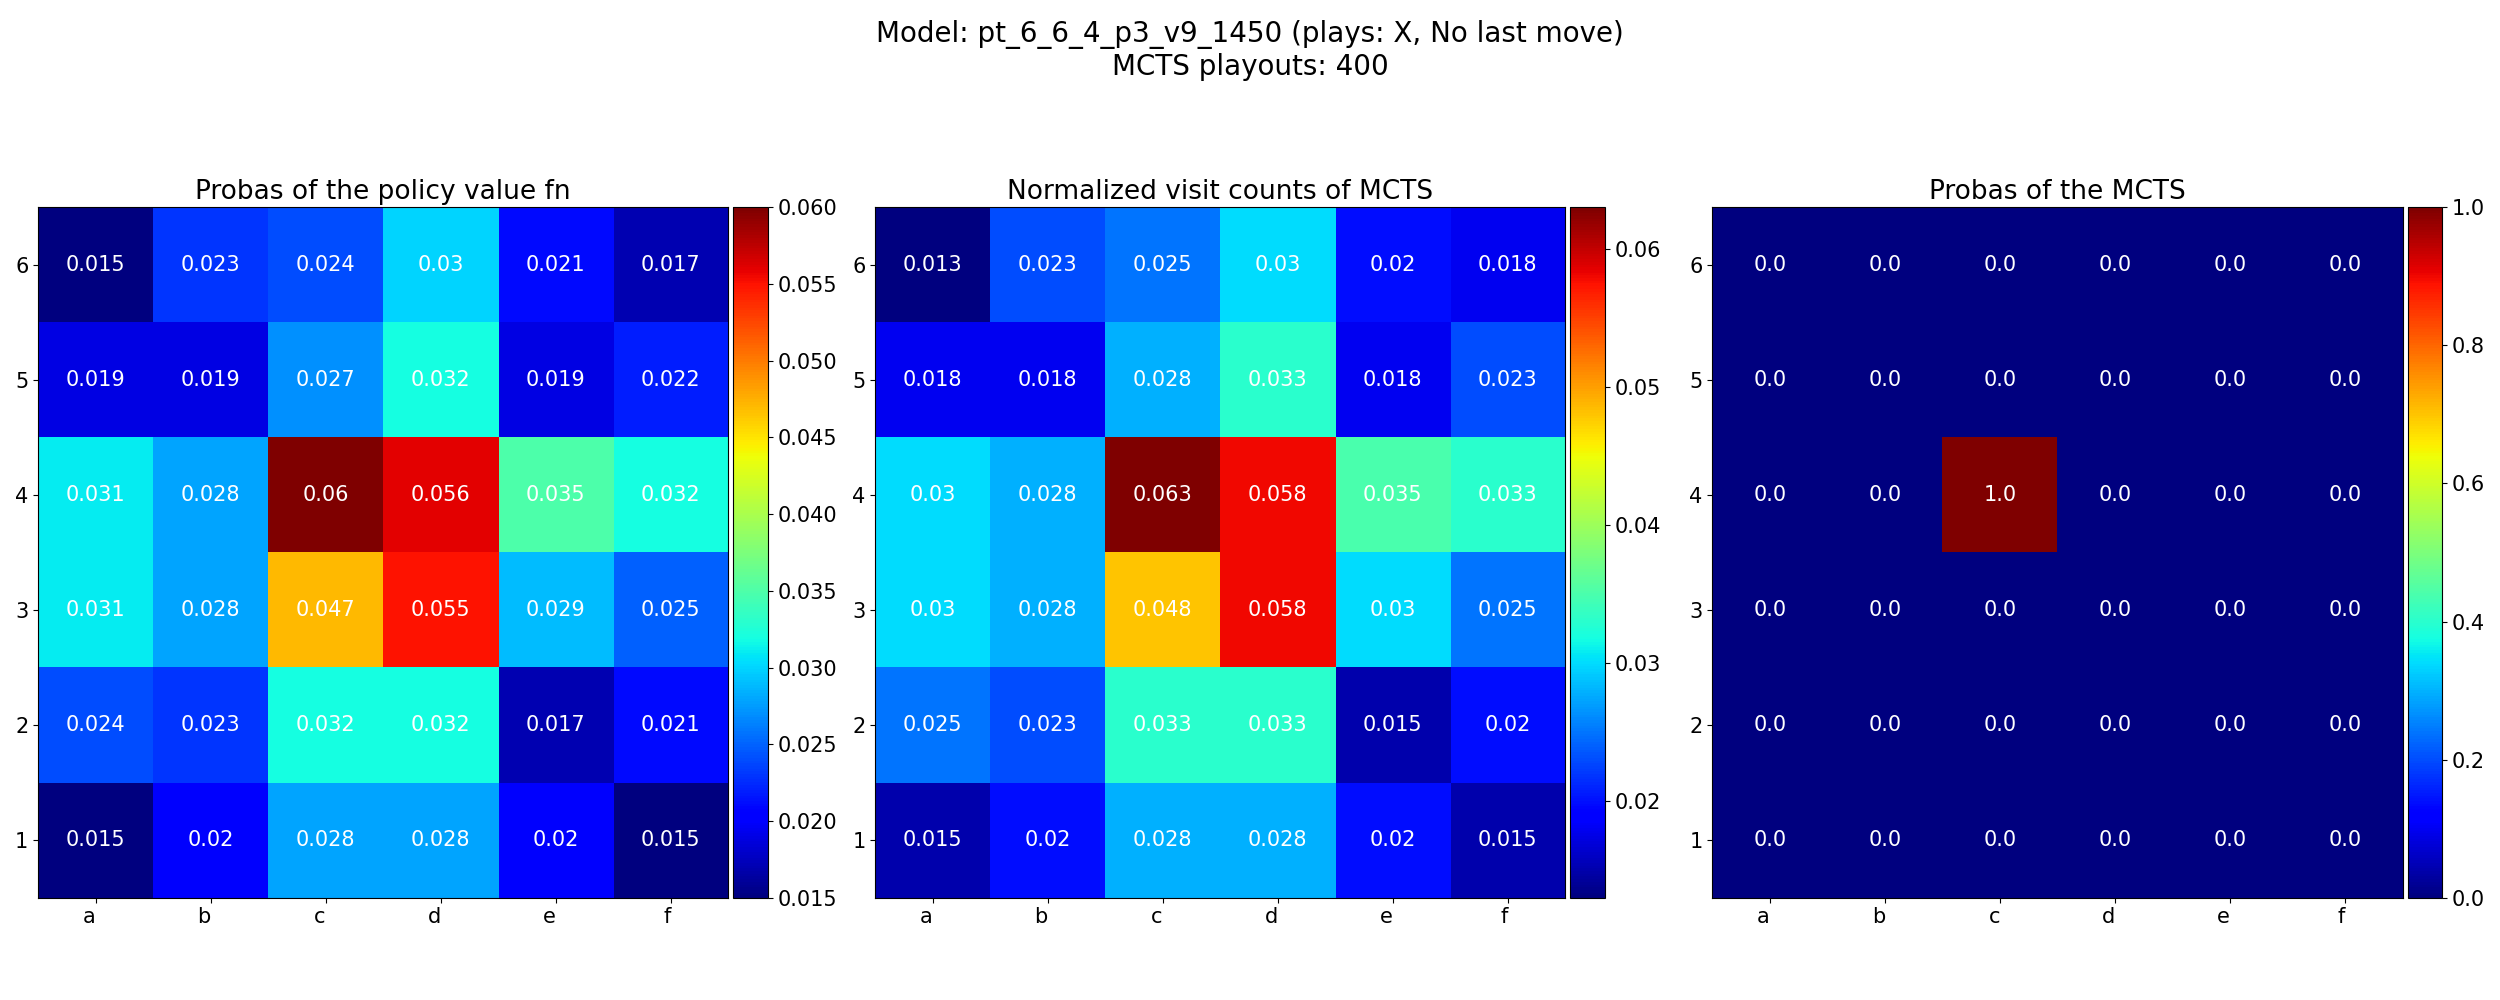 Model: pt_6_6_4_p3_v9_1450 (plays: X, No last move)
MCTS playouts: 400
Probas of the policy value fn
6 0.015 0.023 0.024 0.03 0.021 0.017
5 0.019 0.019 0.027 0.032 0.019 0.022
4 0.031 0.028 0.06 0.056 0.035 0.032
3 0.031 0.028 0.047 0.055 0.029 0.025
2 0.024 0.023 0.032 0.032 0.017 0.021
1 0.015 0.02 0.028 0.028 0.02 0.015
a b c d e f
0.060
0.055
0.050
0.045
0.040
0.035
0.030
0.025
0.020
0.015
Normalized visit counts of MCTS
6 0.013 0.023 0.025 0.03 0.02 0.018
5 0.018 0.018 0.028 0.033 0.018 0.023
4 0.03 0.028 0.063 0.058 0.035 0.033
3 0.03 0.028 0.048 0.058 0.03 0.025
2 0.025 0.023 0.033 0.033 0.015 0.02
1 0.015 0.02 0.028 0.028 0.02 0.015
a b c d e f
0.06
0.05
0.04
0.03
0.02
Probas of the MCTS
6 0.0 0.0 0.0 0.0 0.0 0.0
5 0.0 0.0 0.0 0.0 0.0 0.0
4 0.0 0.0 1.0 0.0 0.0 0.0
3 0.0 0.0 0.0 0.0 0.0 0.0
2 0.0 0.0 0.0 0.0 0.0 0.0
1 0.0 0.0 0.0 0.0 0.0 0.0
a b c d e f
1.0
0.8
0.6
0.4
0.2
0.0